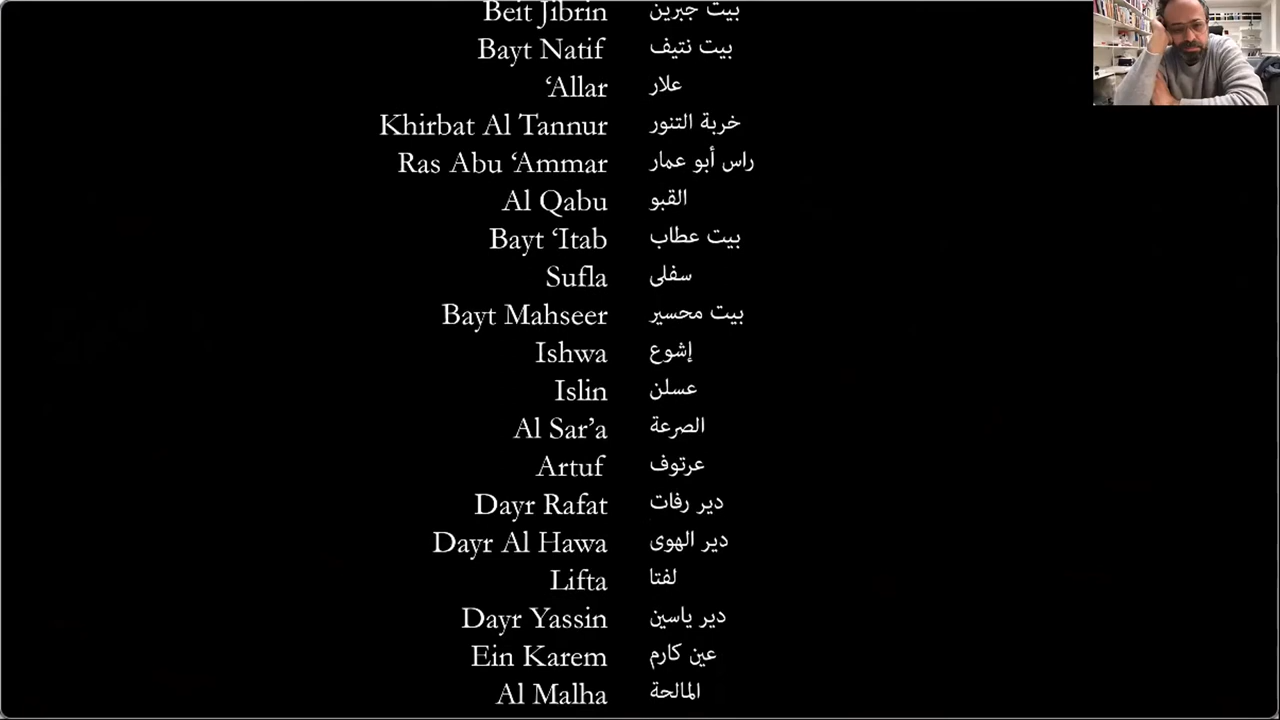 Beit Jibrin بيت جبرين
Bayt Natif بيت نتيف
‘Allar علار
Khirbat Al Tannur خربة التنور
Ras Abu ‘Ammar راس أبو عمار
Al Qabu القبو
Bayt ‘Itab بيت عطاب
Sufla سفلى
Bayt Mahseer بيت محسير
Ishwa إشوع
Islin عسلن
Al Sar’a الصرعة
Artuf عرتوف
Dayr Rafat دير رفات
Dayr Al Hawa دير الهوى
Lifta لفتا
Dayr Yassin دير ياسين
Ein Karem عين كارم
Al Malha المالحة